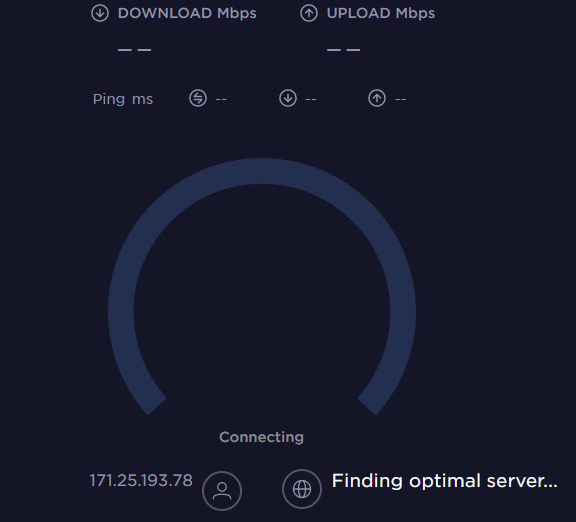 DOWNLOAD Mbps UPLOAD Mbps
— — — —
Ping ms -- -- --
Connecting
171.25.193.78 Finding optimal server...